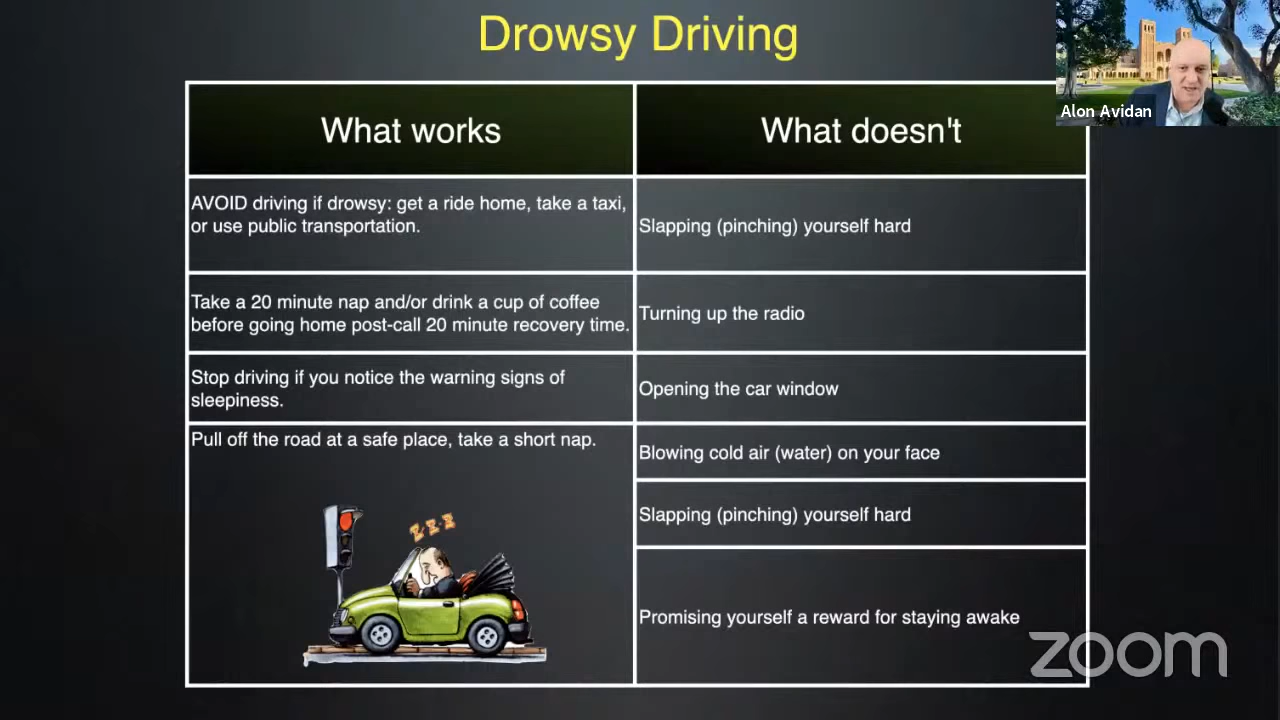 Drowsy Driving
Alon Avidan
What works
What doesn't
AVOID driving if drowsy: get a ride home, take a taxi,
or use public transportation.
Slapping (pinching) yourself hard
Take a 20 minute nap and/or drink a cup of coffee
before going home post-call 20 minute recovery time.
Turning up the radio
Stop driving if you notice the warning signs of
sleepiness.
Opening the car window
Pull off the road at a safe place, take a short nap.
Blowing cold air (water) on your face
Slapping (pinching) yourself hard
z z z
Promising yourself a reward for staying awake
zoom